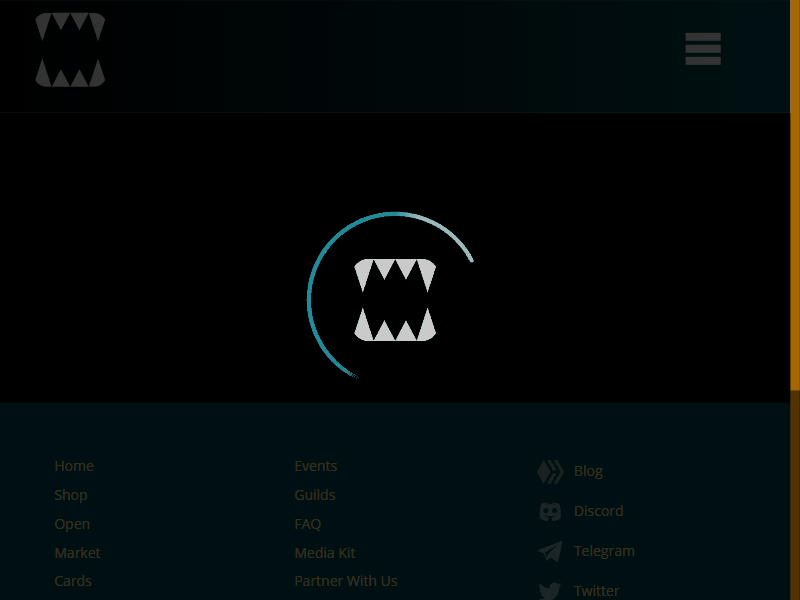 Home
Shop
Open
Market
Cards
Events
Guilds
FAQ
Media Kit
Partner With Us
Blog
Discord
Telegram
Twitter